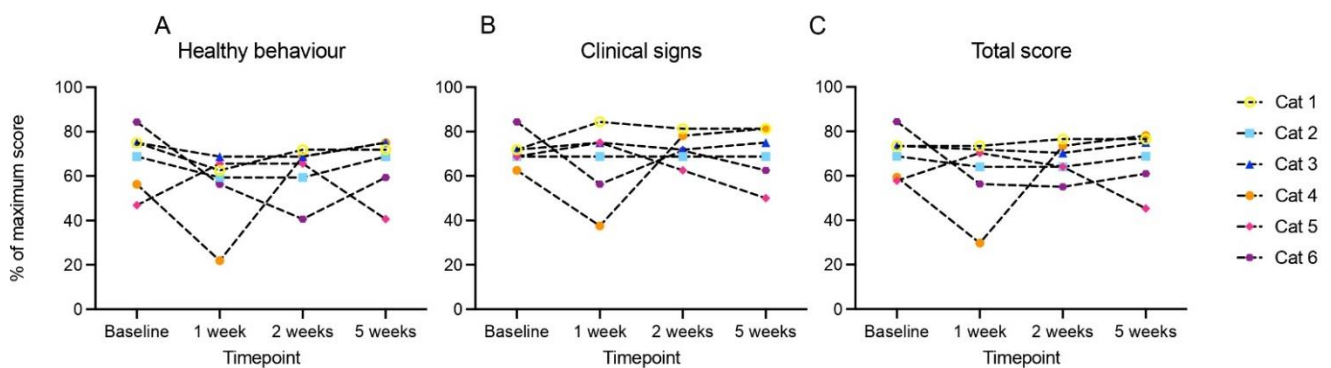 A
Healthy behaviour
% of maximum score
100
80
60
40
20
0
Baseline 1 week 2 weeks 5 weeks
Timepoint
B
Clinical signs
100
80
60
40
20
0
Baseline 1 week 2 weeks 5 weeks
Timepoint
C
Total score
100
80
60
40
20
0
Baseline 1 week 2 weeks 5 weeks
Timepoint
Cat 1
Cat 2
Cat 3
Cat 4
Cat 5
Cat 6